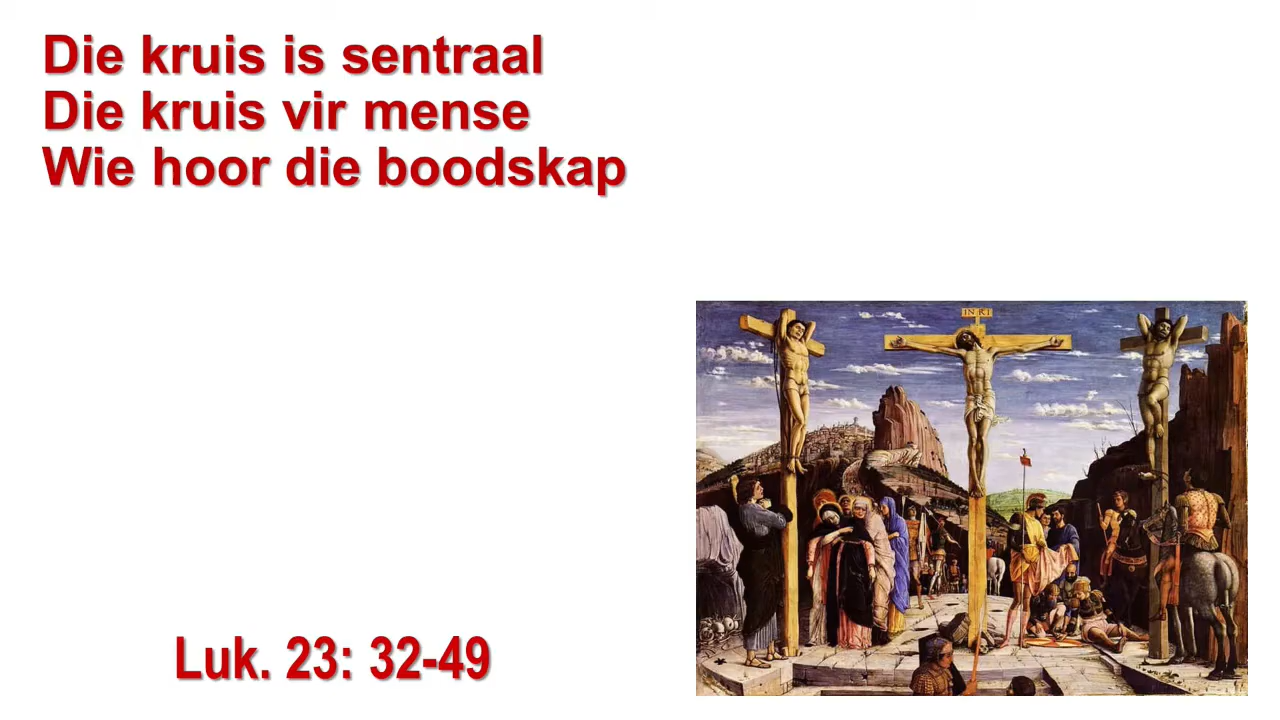 Die kruis is sentraal
Die kruis vir mense
Wie hoor die boodskap
INRI
Luk. 23: 32-49